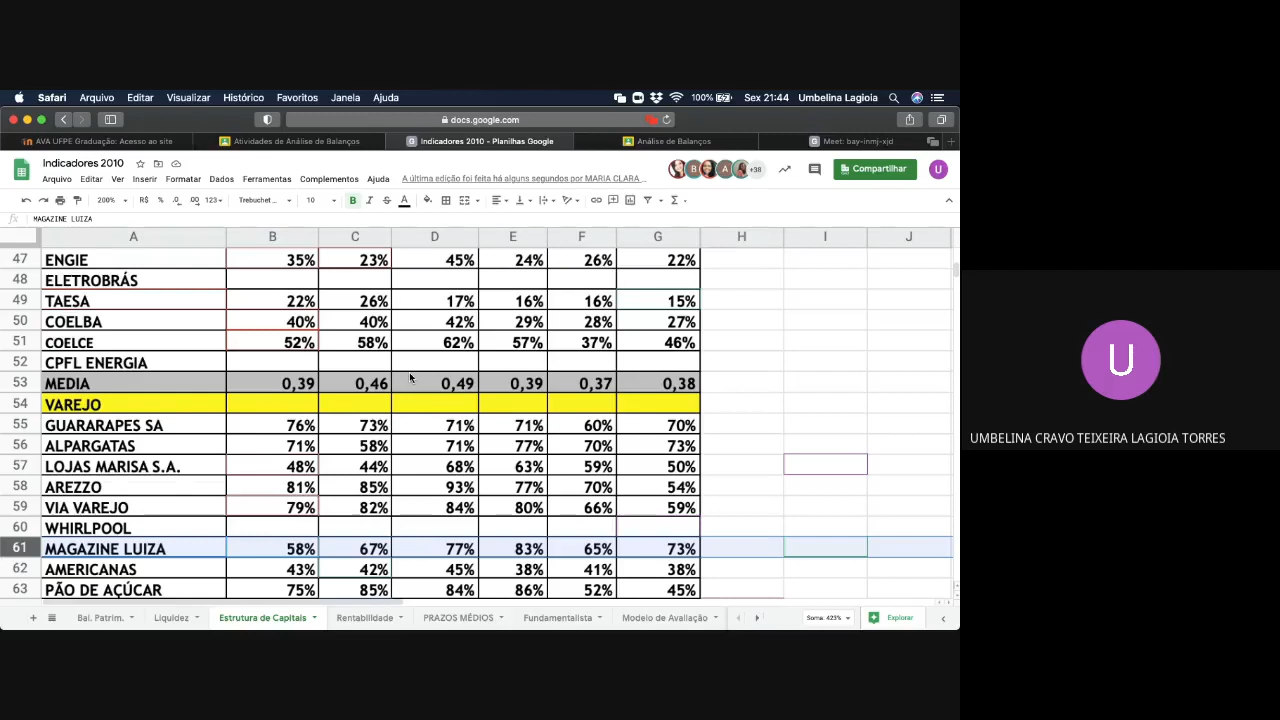 Safari Arquivo Editar Visualizar Histórico Favoritos Janela Ajuda 100% Sex 21:44 Umbelina Lagioia
docs.google.com
AVA UFPE Graduação: Acesso ao site Atividades de Análise de Balanços Indicadores 2010 - Planilhas Google Análise de Balanços Meet: bay-inmj-xjd
Indicadores 2010
B A +38 Compartilhar U
Arquivo Editar Ver Inserir Formatar Dados Ferramentas Complementos Ajuda A última edição foi feita há alguns segundos por MARIA CLARA ...
200% R$ % .0 .00 123 Trebuchet... 10 B I S A
fx MAGAZINE LUIZA
A B C D E F G H I J
47 ENGIE 35% 23% 45% 24% 26% 22%
48 ELETROBRÁS
49 TAESA 22% 26% 17% 16% 16% 15%
50 COELBA 40% 40% 42% 29% 28% 27%
51 COELCE 52% 58% 62% 57% 37% 46%
52 CPFL ENERGIA
53 MEDIA 0,39 0,46 0,49 0,39 0,37 0,38
54 VAREJO
55 GUARARAPES SA 76% 73% 71% 71% 60% 70%
56 ALPARGATAS 71% 58% 71% 77% 70% 73%
57 LOJAS MARISA S.A. 48% 44% 68% 63% 59% 50%
58 AREZZO 81% 85% 93% 77% 70% 54%
59 VIA VAREJO 79% 82% 84% 80% 66% 59%
60 WHIRLPOOL
61 MAGAZINE LUIZA 58% 67% 77% 83% 65% 73%
62 AMERICANAS 43% 42% 45% 38% 41% 38%
63 PÃO DE AÇÚCAR 75% 85% 84% 86% 52% 45%
Bal. Patrim. Liquidez Estrutura de Capitais Rentabilidade PRAZOS MÉDIOS Fundamentalista Modelo de Avaliação Soma: 423% Explorar
U
UMBELINA CRAVO TEIXEIRA LAGIOIA TORRES